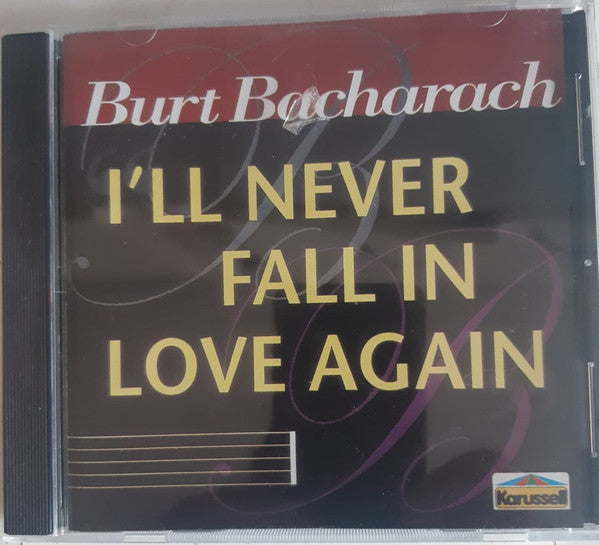 Burt Bacharach
I'LL NEVER
FALL IN
LOVE AGAIN
Karussell